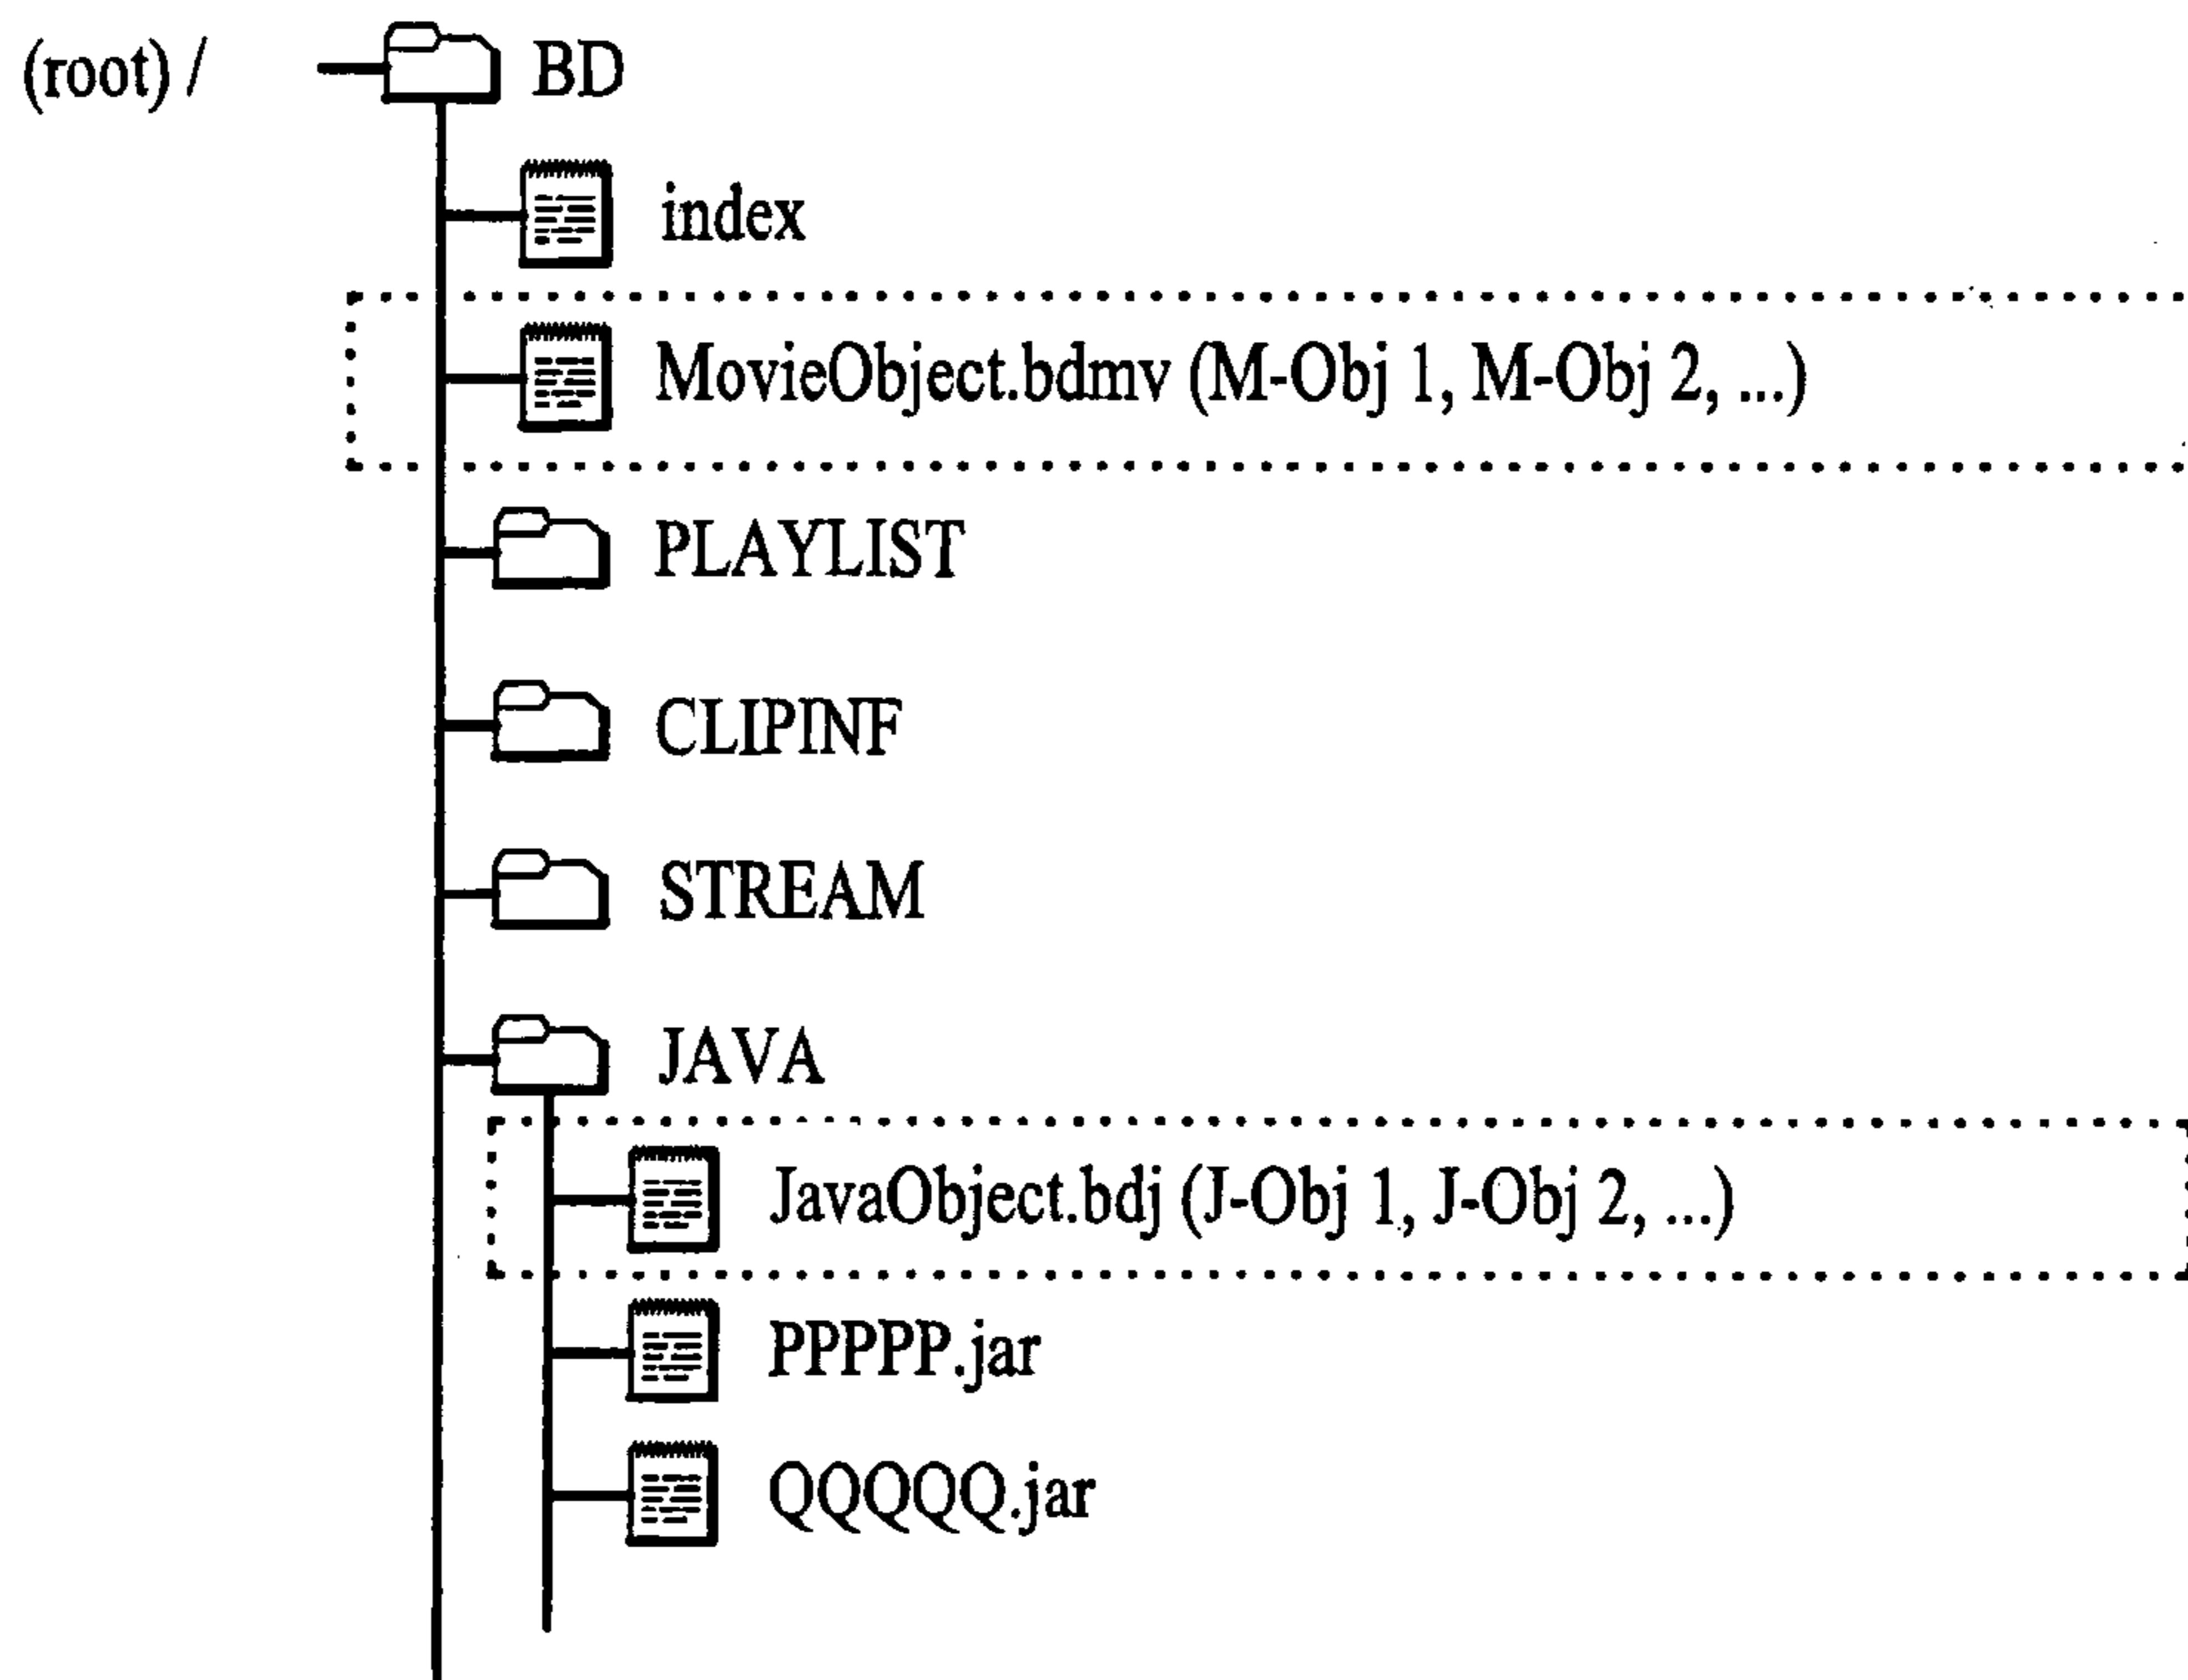 (root) / BD
index
MovieObject.bdmv (M-Obj 1, M-Obj 2, ...)
PLAYLIST
CLIPINF
STREAM
JAVA
JavaObject.bdj (J-Obj 1, J-Obj 2, ...)
PPPPP.jar
QQQQQ.jar